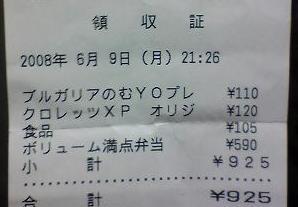 領収証
2008年 6月 9日(月) 21:26
ブルガリアのむYOプレ ¥110
クロレッツXP オリジ ¥120
食品 ¥105
ボリューム満点弁当 ¥590
小計 ¥925
合計 ¥925